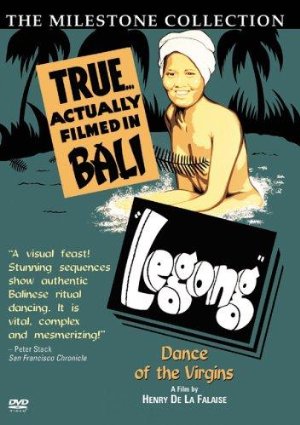 THE MILESTONE COLLECTION
TRUE...
ACTUALLY
FILMED IN
BALI
"Legong"
Dance
of the Virgins
A Film by
HENRY DE LA FALAISE
"A visual feast!
Stunning sequences
show authentic
Balinese ritual
dancing. It is
vital, complex
and mesmerizing!"
- Peter Stack
San Francisco Chronicle
DVD